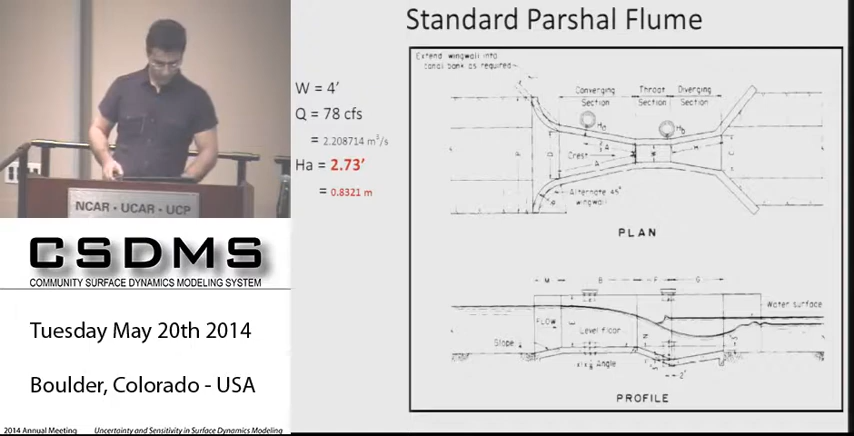 Standard Parshal Flume
W = 4'
Q = 78 cfs
= 2.208714 m³/s
Ha = 2.73'
= 0.8321 m
Extend wingwall into
canal bank as required
Converging
Section
Throat
Section
Diverging
Section
Crest
Alternate 45°
wingwall
PLAN
Water surface
FLOW
Level floor
Slope
Angle
PROFILE
NCAR - UCAR - UCP
CSDMS
COMMUNITY SURFACE DYNAMICS MODELING SYSTEM
Tuesday May 20th 2014
Boulder, Colorado - USA
2014 Annual Meeting Uncertainty and Sensitivity in Surface Dynamics Modeling